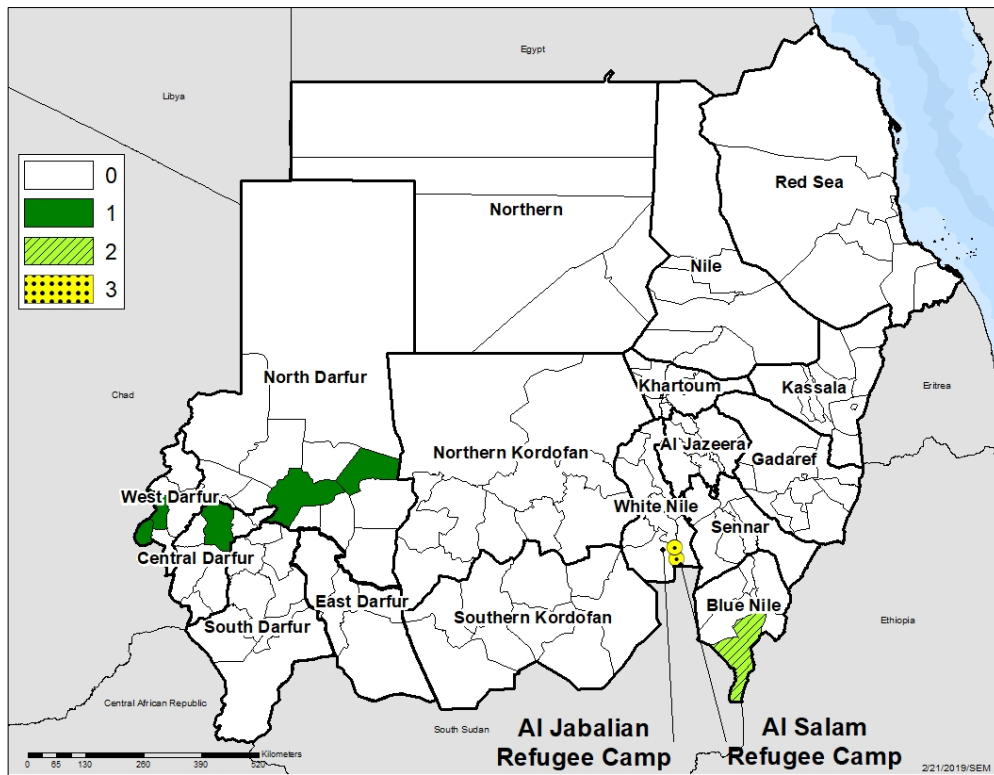 Egypt
Libya
0
1
2
3
Red Sea
Northern
Nile
North Darfur
Khartoum
Kassala
Chad
Eritrea
Al Jazeera
Northern Kordofan
Gadaref
West Darfur
White Nile
Sennar
Central Darfur
East Darfur
Blue Nile
South Darfur
Southern Kordofan
Ethiopia
Central African Republic
South Sudan
Al Jabalian
Refugee Camp
Al Salam
Refugee Camp
Kilometers
0 65 130 260 390 520
2/21/2019/SEM